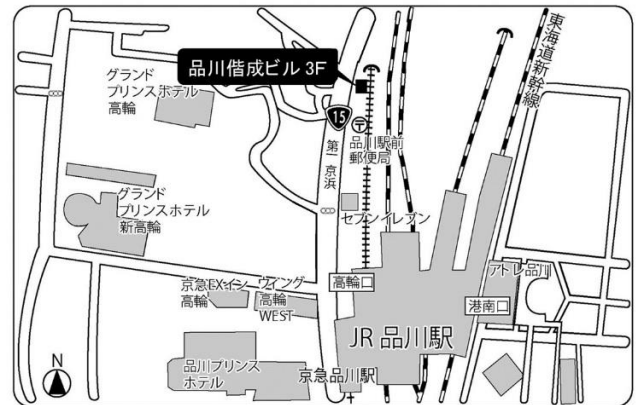 品川偕成ビル 3F
グランド
プリンスホテル
高輪
15
第一京浜
品川駅前
郵便局
東海道新幹線
グランド
プリンスホテル
新高輪
セブンイレブン
京急EXイン
高輪
ウィング
高輪
WEST
高輪口
アトレ品川
港南口
JR 品川駅
品川プリンス
ホテル
京急品川駅
N